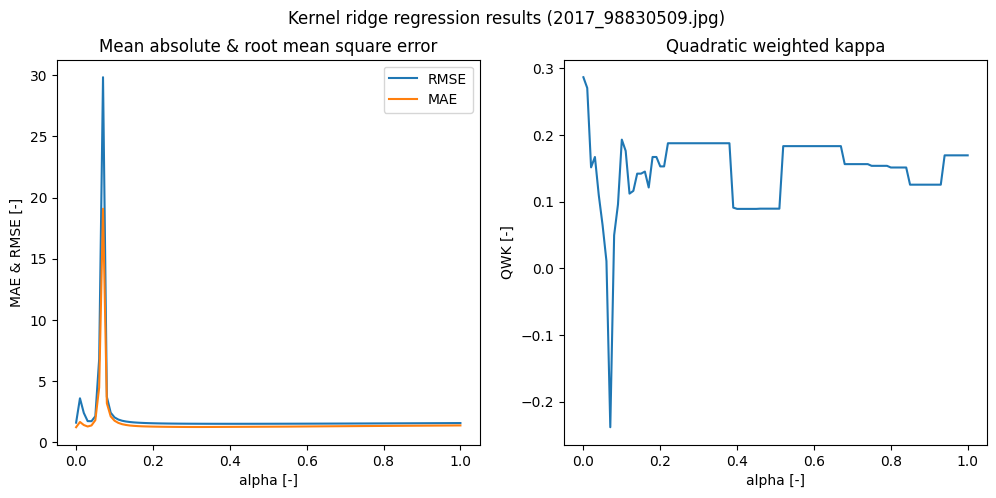 Kernel ridge regression results (2017_98830509.jpg)
Mean absolute & root mean square error
RMSE
MAE
MAE & RMSE [-]
30
25
20
15
10
5
0
0.0 0.2 0.4 0.6 0.8 1.0
alpha [-]
Quadratic weighted kappa
QWK [-]
0.3
0.2
0.1
0.0
−0.1
−0.2
0.0 0.2 0.4 0.6 0.8 1.0
alpha [-]